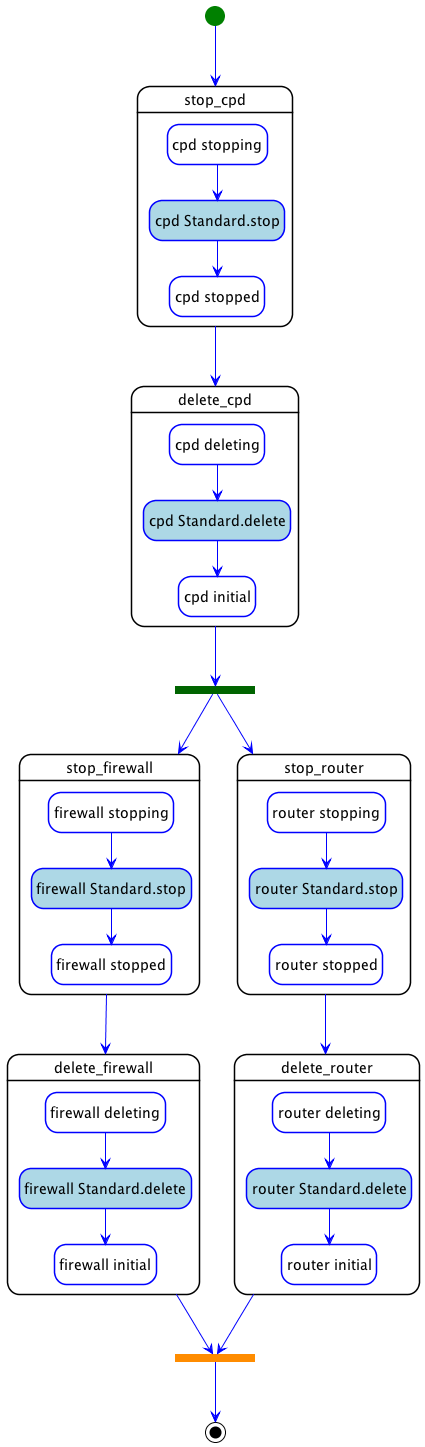 stop_cpd
cpd stopping
cpd Standard.stop
cpd stopped
delete_cpd
cpd deleting
cpd Standard.delete
cpd initial
stop_firewall
firewall stopping
firewall Standard.stop
firewall stopped
stop_router
router stopping
router Standard.stop
router stopped
delete_firewall
firewall deleting
firewall Standard.delete
firewall initial
delete_router
router deleting
router Standard.delete
router initial